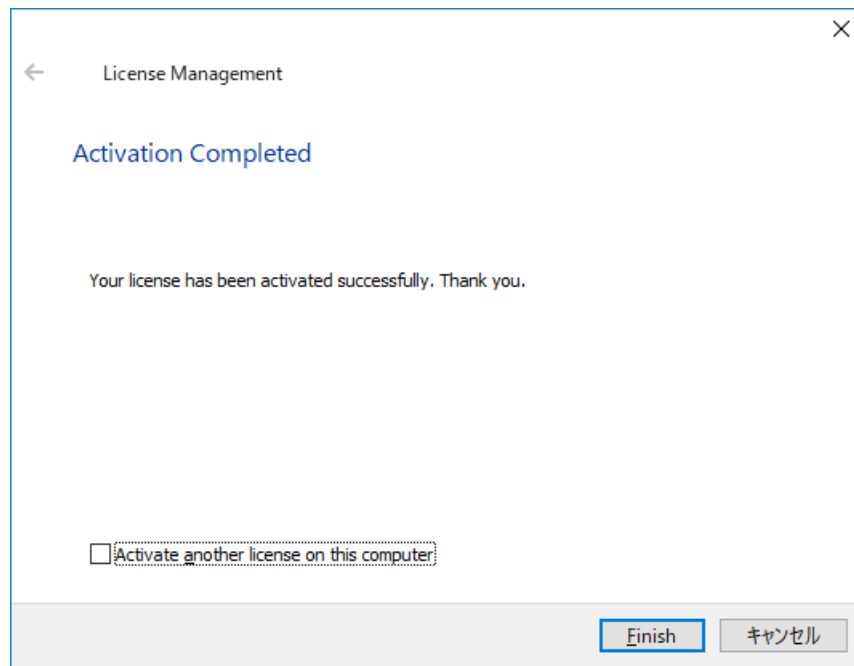 License Management
Activation Completed
Your license has been activated successfully. Thank you.
Activate another license on this computer
Finish
キャンセル